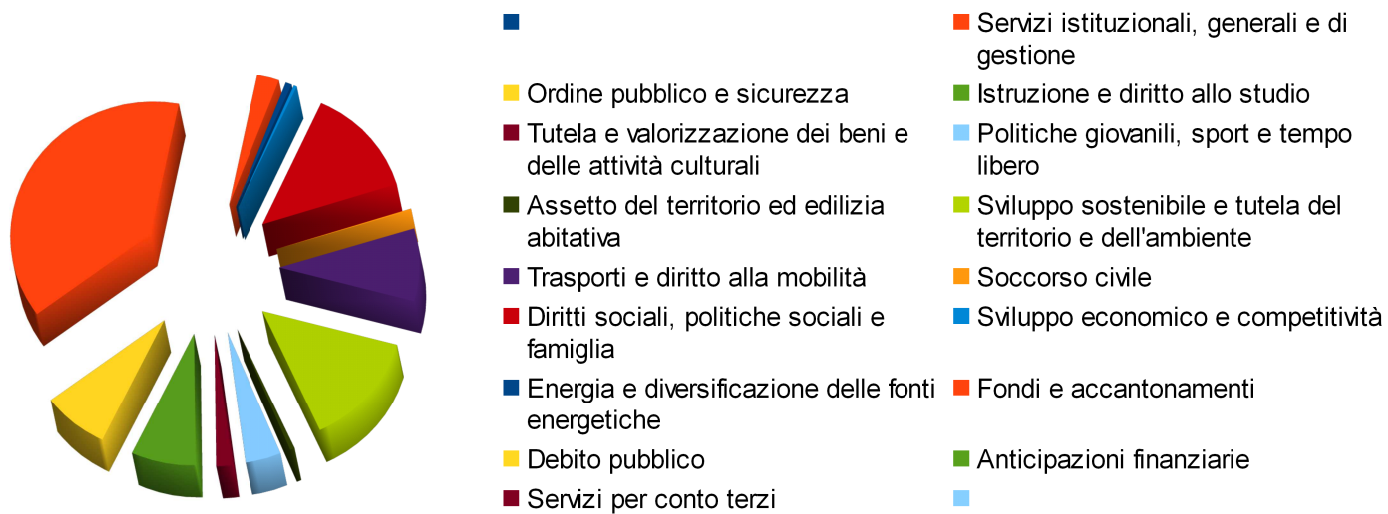 Servizi istituzionali, generali e di
gestione
Ordine pubblico e sicurezza
Istruzione e diritto allo studio
Tutela e valorizzazione dei beni e
delle attività culturali
Politiche giovanili, sport e tempo
libero
Assetto del territorio ed edilizia
abitativa
Sviluppo sostenibile e tutela del
territorio e dell'ambiente
Trasporti e diritto alla mobilità
Soccorso civile
Diritti sociali, politiche sociali e
famiglia
Sviluppo economico e competitività
Energia e diversificazione delle fonti
energetiche
Fondi e accantonamenti
Debito pubblico
Anticipazioni finanziarie
Servizi per conto terzi